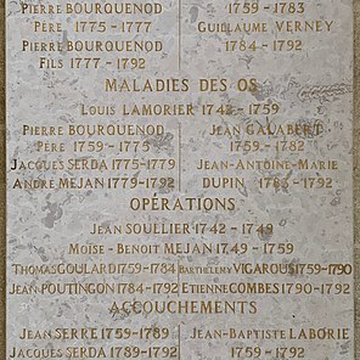 PIERRE BOURQUENOD 1759 - 1783
PÈRE 1775 - 1777 GUILLAUME VERNEY
PIERRE BOURQUENOD 1784 - 1792
FILS 1777 - 1792
MALADIES DES OS
LOUIS LAMORIER 1742 - 1759
PIERRE BOURQUENOD JEAN GALABERT
PÈRE 1759 - 1775 1759 - 1782
JACQUES SERDA 1775-1779 JEAN-ANTOINE-MARIE
ANDRÉ MEJAN 1779-1792 DUPIN 1783-1792
OPÉRATIONS
JEAN SOULLIER 1742 - 1749
MOÏSE - BENOIT MEJAN 1749 - 1759
THOMAS GOULARD 1759-1784 BARTHELEMY VIGAROUS 1759-1790
JEAN POUTINGON 1784-1792 ETIENNE COMBES 1790-1792
ACCOUCHEMENTS
JEAN SERRE 1759-1789 JEAN-BAPTISTE LABORIE
JACQUES SERDA 1789-1792 1759 - 1792